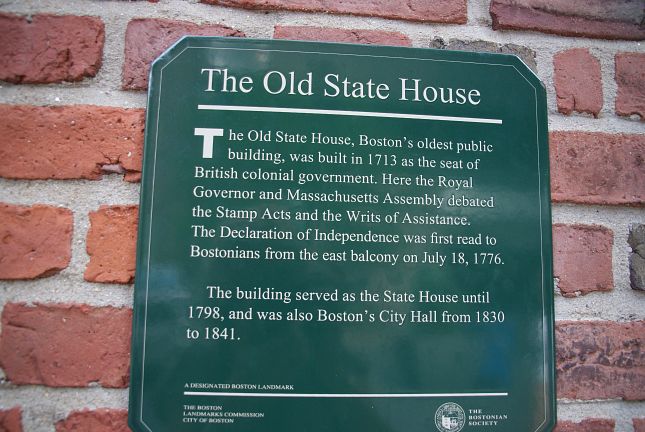 The Old State House
The Old State House, Boston's oldest public
building, was built in 1713 as the seat of
British colonial government. Here the Royal
Governor and Massachusetts Assembly debated
the Stamp Acts and the Writs of Assistance.
The Declaration of Independence was first read to
Bostonians from the east balcony on July 18, 1776.
The building served as the State House until
1798, and was also Boston's City Hall from 1830
to 1841.
A DESIGNATED BOSTON LANDMARK
THE BOSTON
LANDMARKS COMMISSION
CITY OF BOSTON
THE
BOSTONIAN
SOCIETY